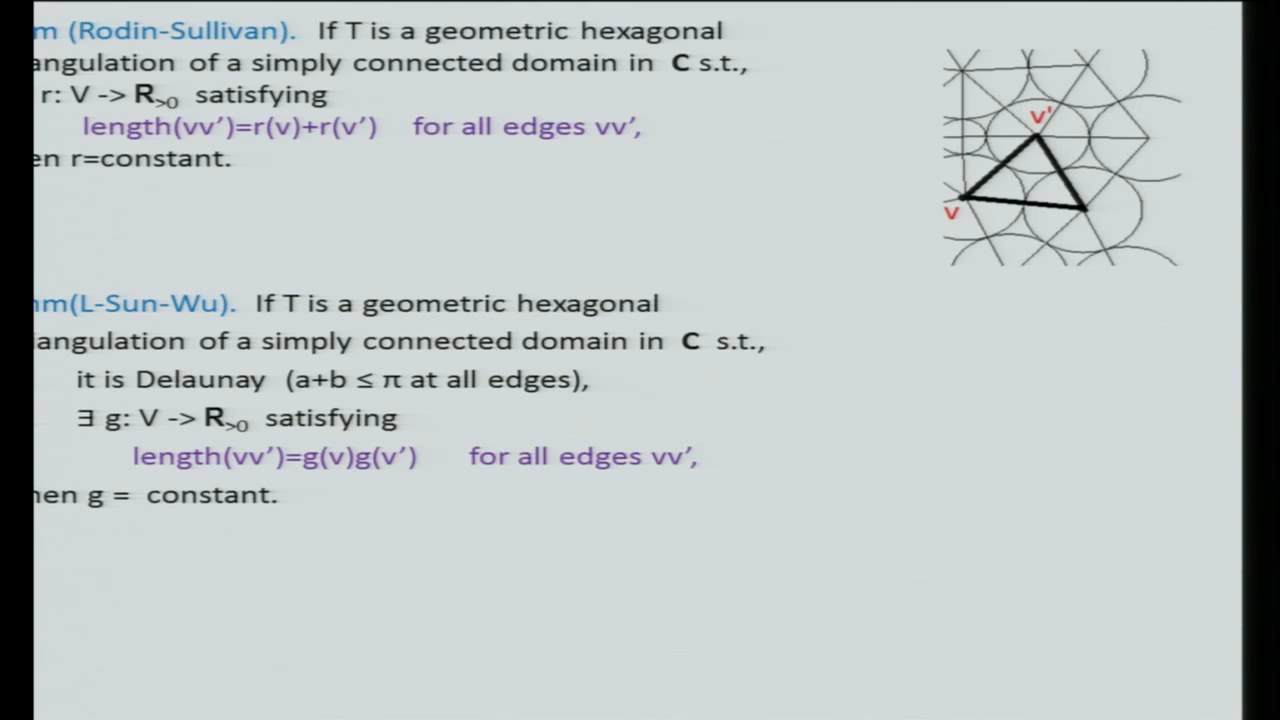 m (Rodin-Sullivan). If T is a geometric hexagonal
angulation of a simply connected domain in C s.t.,
r: V -> R>0 satisfying
length(vv’)=r(v)+r(v’) for all edges vv’,
en r=constant.
v'
v
m(L-Sun-Wu). If T is a geometric hexagonal
angulation of a simply connected domain in C s.t.,
it is Delaunay (a+b ≤ π at all edges),
∃ g: V -> R>0 satisfying
length(vv’)=g(v)g(v’) for all edges vv’,
hen g = constant.